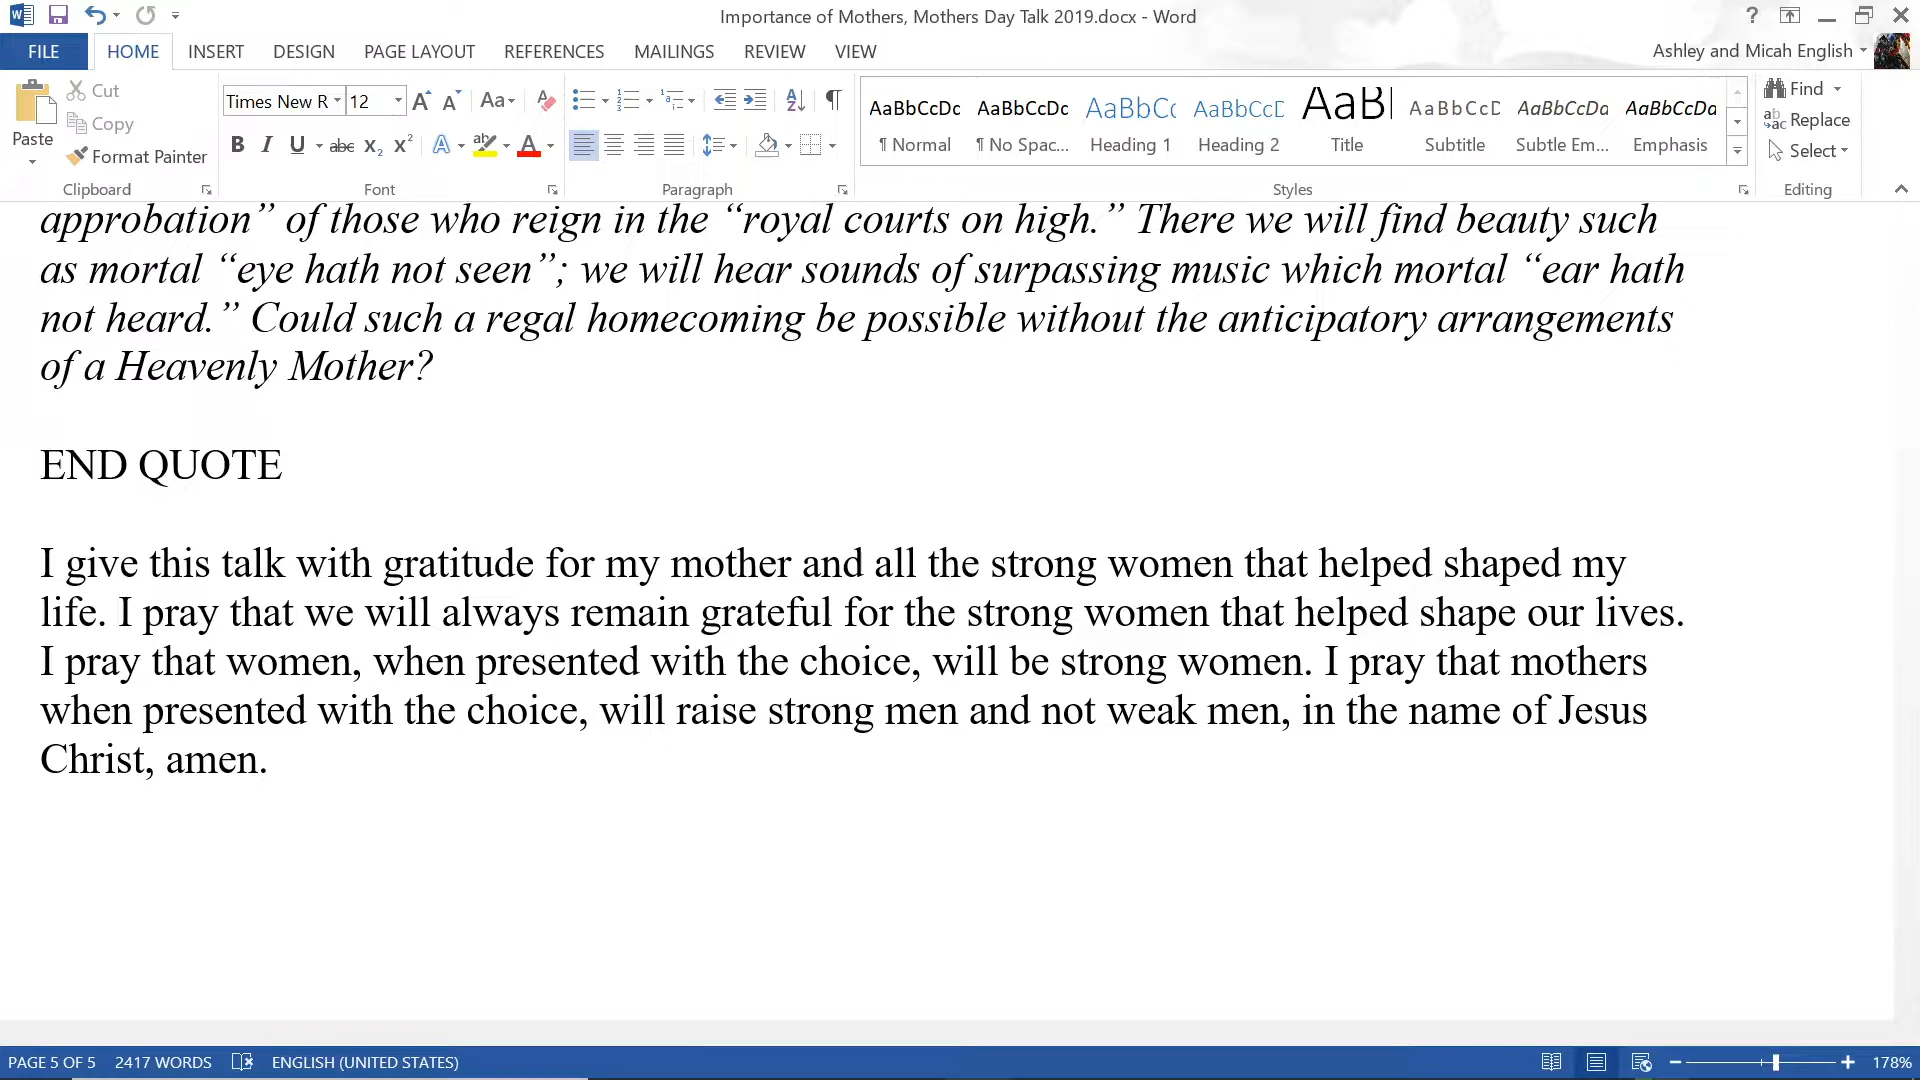 Importance of Mothers, Mothers Day Talk 2019.docx - Word
FILE HOME INSERT DESIGN PAGE LAYOUT REFERENCES MAILINGS REVIEW VIEW Ashley and Micah English
Paste
Cut
Copy
Format Painter
Clipboard
Times New R 12
Font
Paragraph
AaBbCcDc AaBbCcDc AaBbCc AaBbCcD AaBl AaBbCcD AaBbCcDa AaBbCcDa
¶ Normal ¶ No Spac... Heading 1 Heading 2 Title Subtitle Subtle Em... Emphasis
Styles
Find
Replace
Select
Editing
approbation” of those who reign in the “royal courts on high.” There we will find beauty such
as mortal “eye hath not seen”; we will hear sounds of surpassing music which mortal “ear hath
not heard.” Could such a regal homecoming be possible without the anticipatory arrangements
of a Heavenly Mother?
END QUOTE
I give this talk with gratitude for my mother and all the strong women that helped shaped my
life. I pray that we will always remain grateful for the strong women that helped shape our lives.
I pray that women, when presented with the choice, will be strong women. I pray that mothers
when presented with the choice, will raise strong men and not weak men, in the name of Jesus
Christ, amen.
PAGE 5 OF 5 2417 WORDS ENGLISH (UNITED STATES) 178%